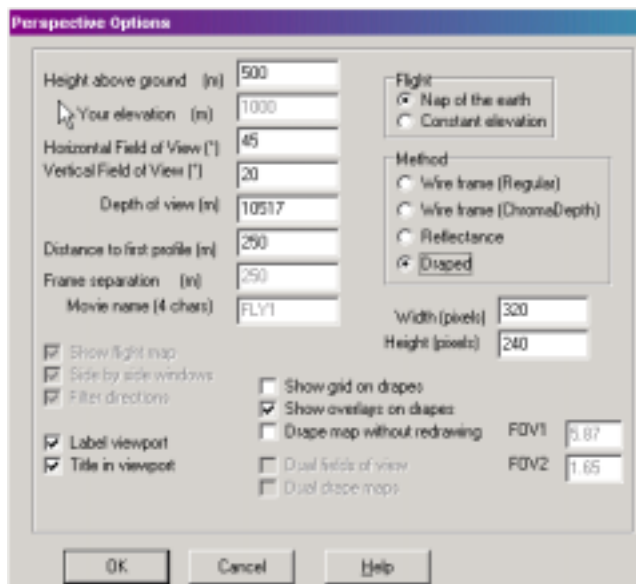 Perspective Options
Height above ground (m) 500
Your elevation (m) 1000
Horizontal Field of View (°) 45
Vertical Field of View (°) 20
Depth of view (m) 10517
Distance to first profile (m) 250
Frame separation (m) 250
Movie name (4 chars) FLY1
Show flight map
Side by side windows
Filter directions
Label viewport
Title in viewport
Flight
Nap of the earth
Constant elevation
Method
Wire frame (Regular)
Wire frame (ChromaDepth)
Reflectance
Draped
Width (pixels) 320
Height (pixels) 240
Show grid on drapes
Show overlays on drapes
Drape map without redrawing
Dual fields of view
Dual drape maps
FOV1 5.87
FOV2 1.65
OK Cancel Help